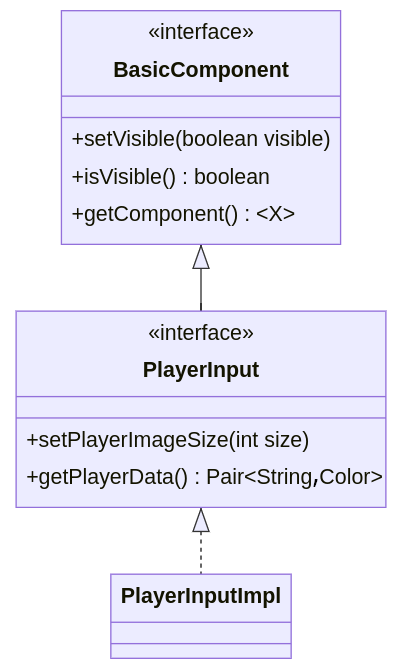 «interface»
BasicComponent
+setVisible(boolean visible)
+isVisible() : boolean
+getComponent() : <X>
«interface»
PlayerInput
+setPlayerImageSize(int size)
+getPlayerData() : Pair<String,Color>
PlayerInputImpl